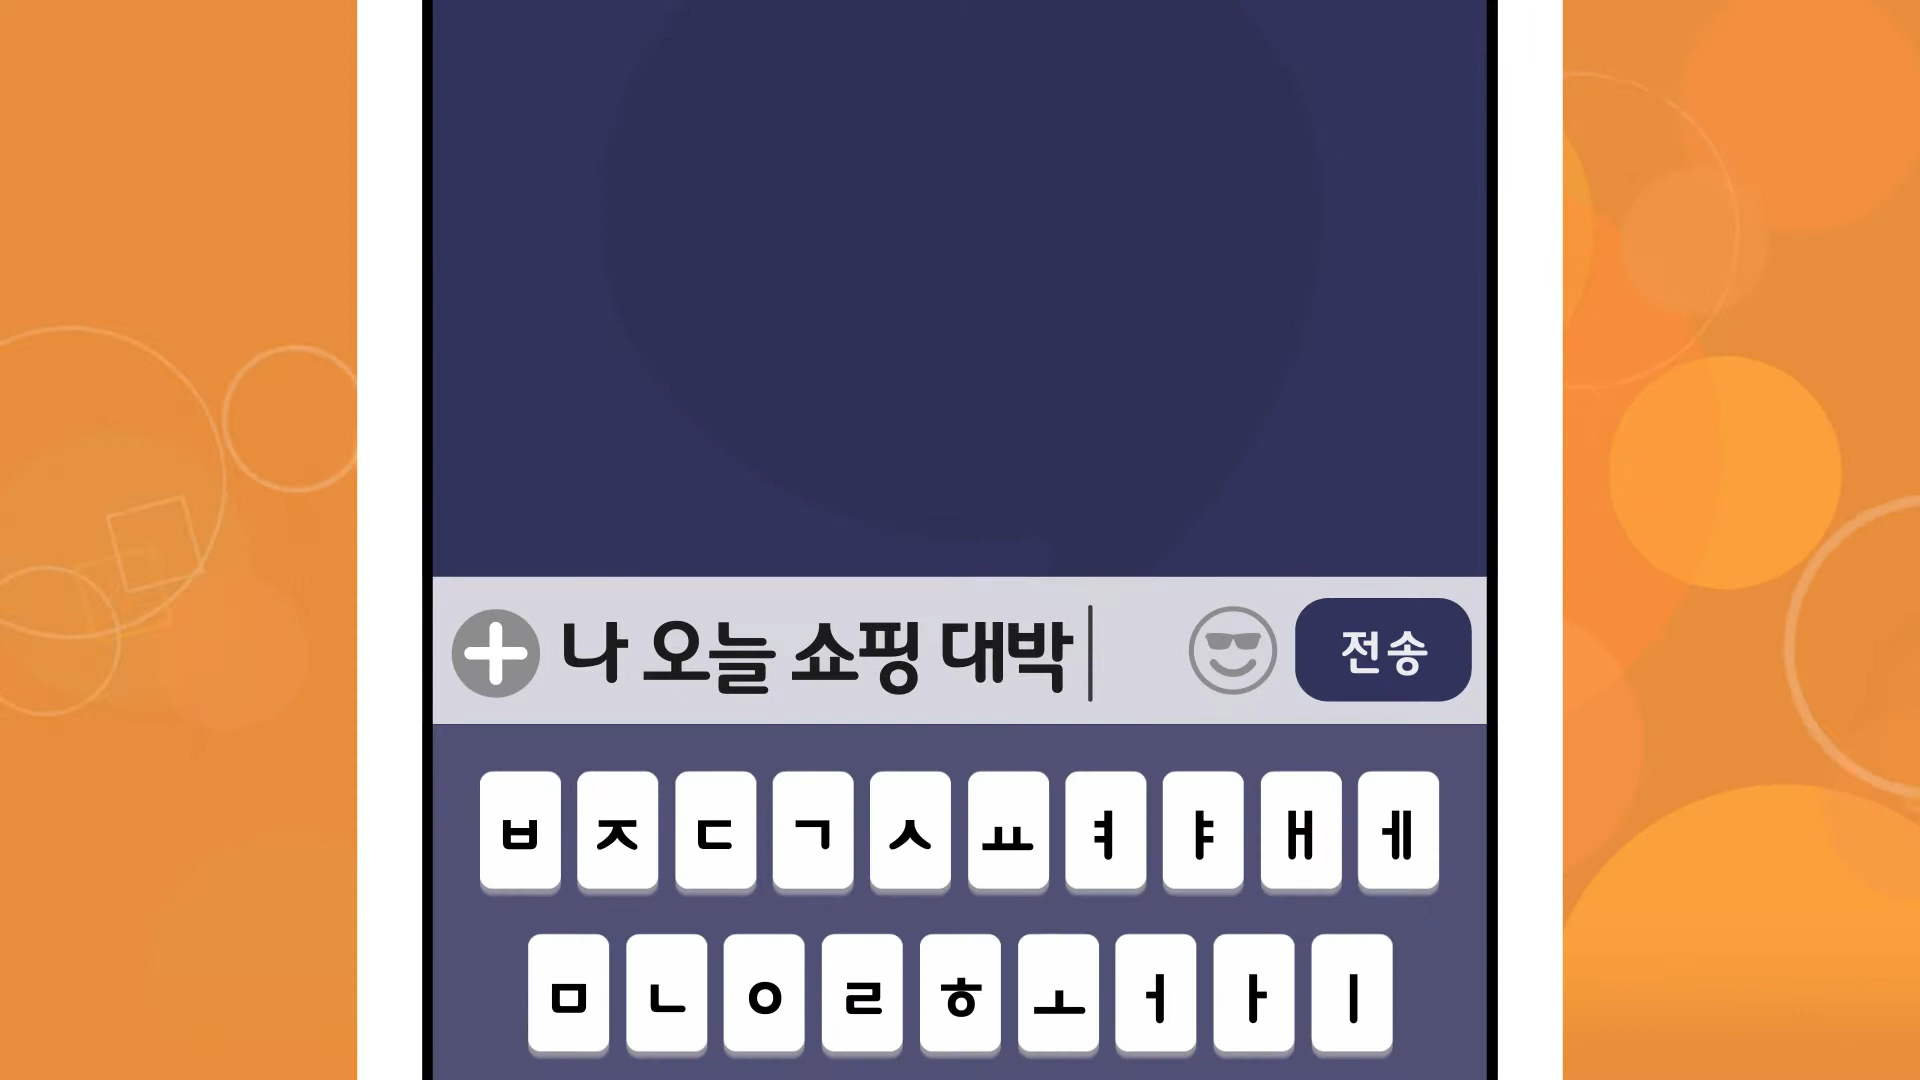 나 오늘 쇼핑 대박
전송
ㅂ ㅈ ㄷ ㄱ ㅅ ㅛ ㅕ ㅑ ㅐ ㅔ
ㅁ ㄴ ㅇ ㄹ ㅎ ㅗ ㅓ ㅏ ㅣ